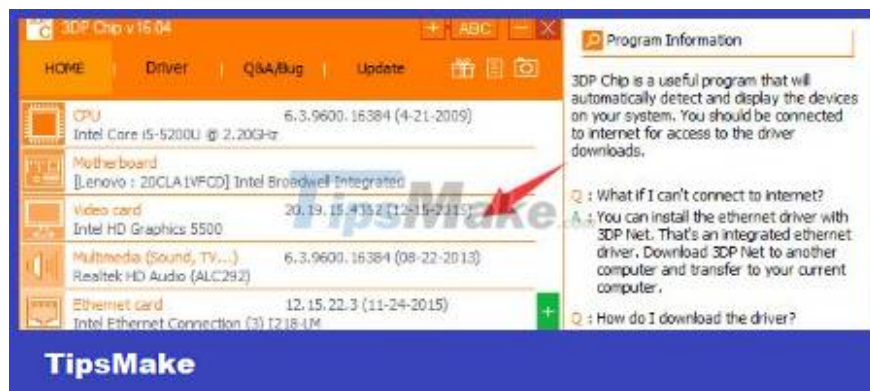 3DP Chip v16.04
+ ABC
HOME | Driver | Q&A/Bug | Update
CPU 6.3.9600.16384 (4-21-2009)
Intel Core i5-5200U @ 2.20GHz
Motherboard
[Lenovo : 20CLA1VFCD] Intel Broadwell Integrated
Video card 20.19.15.4352 (12-15-2015)
Intel HD Graphics 5500
Multimedia (Sound, TV...) 6.3.9600.16384 (08-22-2013)
Realtek HD Audio (ALC292)
Ethernet card 12.15.22.3 (11-24-2015)
Intel Ethernet Connection (3) I218-LM
+
Program Information
3DP Chip is a useful program that will
automatically detect and display the devices
on your system. You should be connected
to internet for access to the driver
downloads.
Q : What if I can't connect to internet?
A : You can install the ethernet driver with
3DP Net. That's an integrated ethernet
driver. Download 3DP Net to another
computer and transfer to your current
computer.
Q : How do I download the driver?
TipsMake
TipsMake